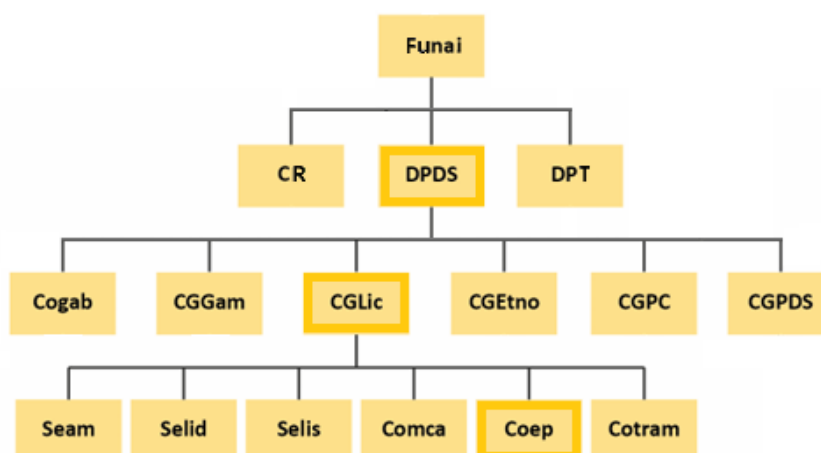 Funai
CR DPDS DPT
Cogab CGGam CGLic CGEtno CGPC CGPDS
Seam Selid Selis Comca Coep Cotram